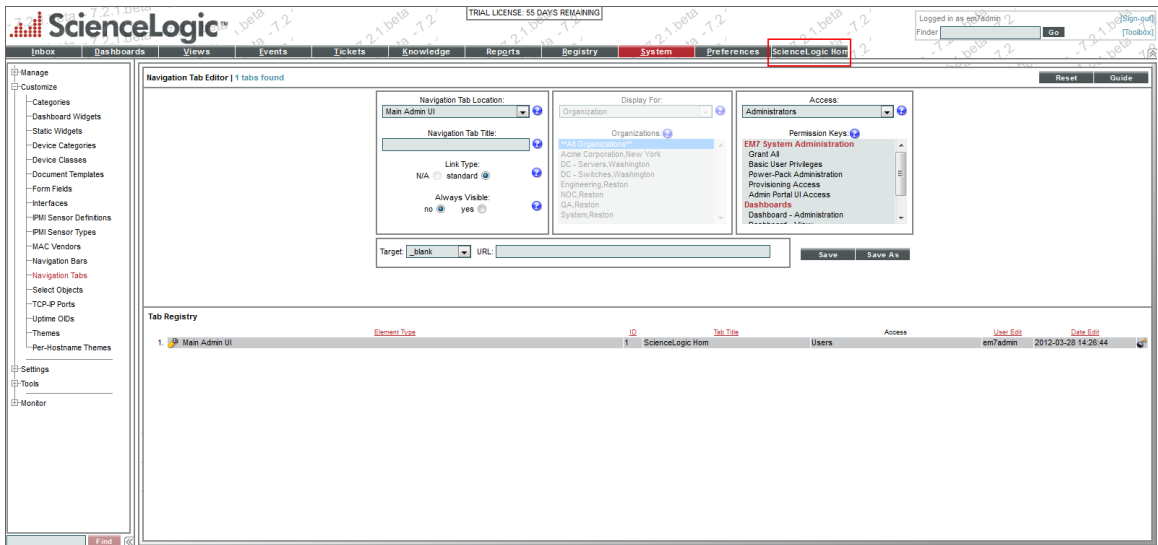 TRIAL LICENSE: 55 DAYS REMAINING
ScienceLogic™
7.2.1.beta
Logged in as em7admin
[Sign-out]
Finder
Go
[Toolbox]
Inbox Dashboards Views Events Tickets Knowledge Reports Registry System Preferences ScienceLogic Hom
Manage
Customize
Categories
Dashboard Widgets
Static Widgets
Device Categories
Device Classes
Document Templates
Form Fields
Interfaces
IPMI Sensor Definitions
IPMI Sensor Types
MAC Vendors
Navigation Bars
Navigation Tabs
Select Objects
TCP-IP Ports
Uptime OIDs
Themes
Per-Hostname Themes
Settings
Tools
Monitor
Find
Navigation Tab Editor | 1 tabs found
Reset Guide
Navigation Tab Location:
Main Admin UI
Navigation Tab Title:
Link Type:
N/A standard
Always Visible:
no yes
Display For:
Organization
Organizations:
**All Organizations**
Acme Corporation,New York
DC - Servers,Washington
DC - Switches,Washington
Engineering,Reston
NOC,Reston
QA,Reston
System,Reston
Access:
Administrators
Permission Keys:
EM7 System Administration
Grant All
Basic User Privileges
Power-Pack Administration
Provisioning Access
Admin Portal UI Access
Dashboards
Dashboard - Administration
Target: _blank URL:
Save Save As
Tab Registry
Element Type ID Tab Title Access User Edit Date Edit
1. Main Admin UI 1 ScienceLogic Hom Users em7admin 2012-03-28 14:26:44